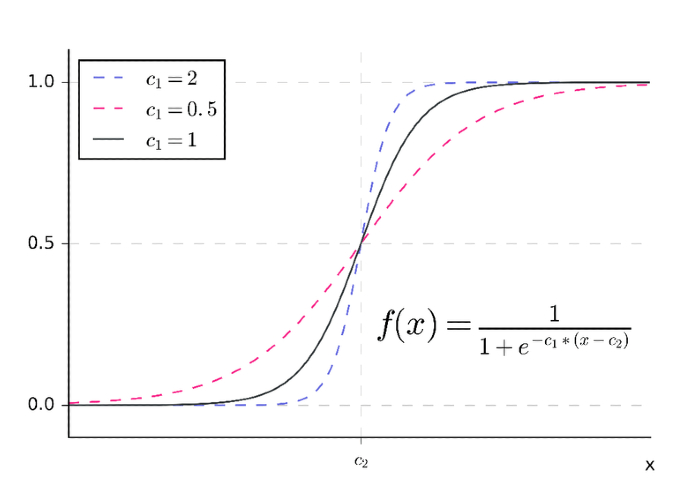 1.0
c₁ = 2
c₁ = 0.5
c₁ = 1
0.5
f(x) = 1 / (1 + e^{-c₁*(x-c₂)})
0.0
c₂
x